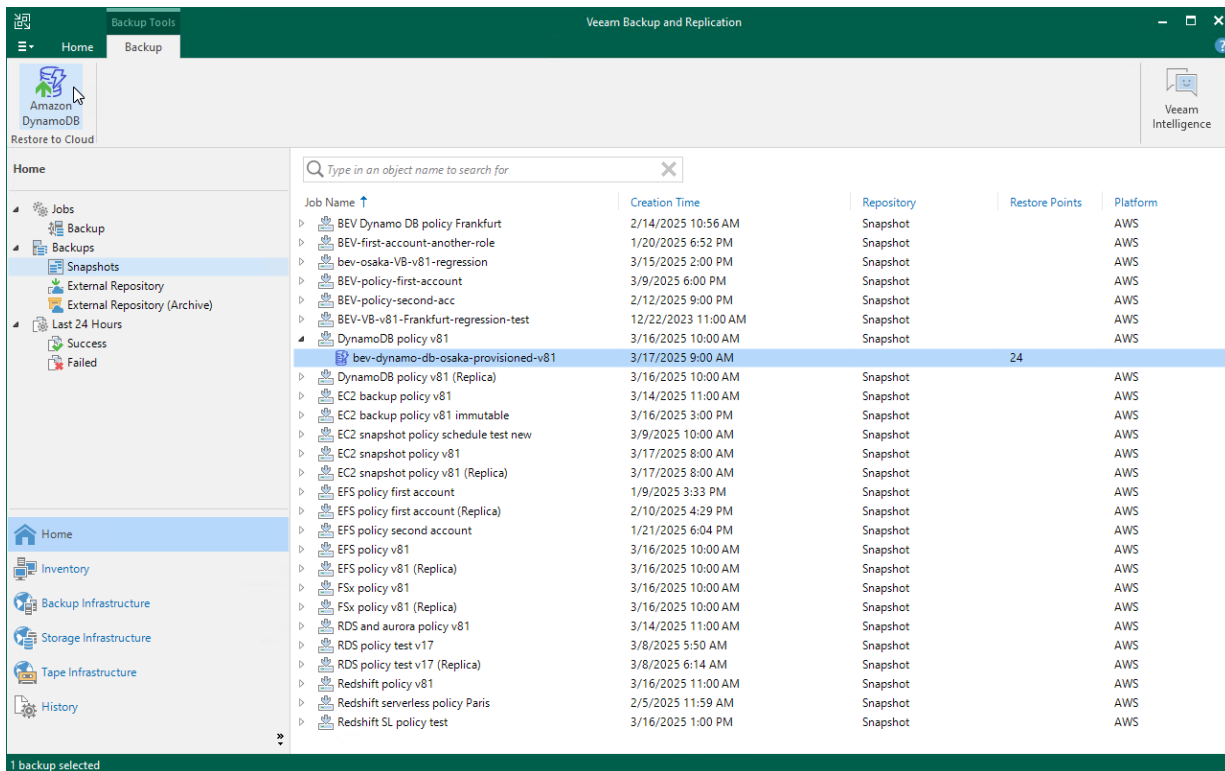 Backup Tools
Veeam Backup and Replication
Home Backup
Amazon
DynamoDB
Restore to Cloud
Veeam
Intelligence
Home
Jobs
Backup
Backups
Snapshots
External Repository
External Repository (Archive)
Last 24 Hours
Success
Failed
Home
Inventory
Backup Infrastructure
Storage Infrastructure
Tape Infrastructure
History
Type in an object name to search for
Job Name Creation Time Repository Restore Points Platform
BEV Dynamo DB policy Frankfurt 2/14/2025 10:56 AM Snapshot AWS
BEV-first-account-another-role 1/20/2025 6:52 PM Snapshot AWS
bev-osaka-VB-v81-regression 3/15/2025 2:00 PM Snapshot AWS
BEV-policy-first-account 3/9/2025 6:00 PM Snapshot AWS
BEV-policy-second-acc 2/12/2025 9:00 PM Snapshot AWS
BEV-VB-v81-Frankfurt-regression-test 12/22/2023 11:00 AM Snapshot AWS
DynamoDB policy v81 3/16/2025 10:00 AM Snapshot AWS
bev-dynamo-db-osaka-provisioned-v81 3/17/2025 9:00 AM 24
DynamoDB policy v81 (Replica) 3/16/2025 10:00 AM Snapshot AWS
EC2 backup policy v81 3/14/2025 11:00 AM Snapshot AWS
EC2 backup policy v81 immutable 3/16/2025 3:00 PM Snapshot AWS
EC2 snapshot policy schedule test new 3/9/2025 10:00 AM Snapshot AWS
EC2 snapshot policy v81 3/17/2025 8:00 AM Snapshot AWS
EC2 snapshot policy v81 (Replica) 3/17/2025 8:00 AM Snapshot AWS
EFS policy first account 1/9/2025 3:33 PM Snapshot AWS
EFS policy first account (Replica) 2/10/2025 4:29 PM Snapshot AWS
EFS policy second account 1/21/2025 6:04 PM Snapshot AWS
EFS policy v81 3/16/2025 10:00 AM Snapshot AWS
EFS policy v81 (Replica) 3/16/2025 10:00 AM Snapshot AWS
FSx policy v81 3/16/2025 10:00 AM Snapshot AWS
FSx policy v81 (Replica) 3/16/2025 10:00 AM Snapshot AWS
RDS and aurora policy v81 3/14/2025 11:00 AM Snapshot AWS
RDS policy test v17 3/8/2025 5:50 AM Snapshot AWS
RDS policy test v17 (Replica) 3/8/2025 6:14 AM Snapshot AWS
Redshift policy v81 3/16/2025 11:00 AM Snapshot AWS
Redshift serverless policy Paris 2/5/2025 11:59 AM Snapshot AWS
Redshift SL policy test 3/16/2025 1:00 PM Snapshot AWS
1 backup selected